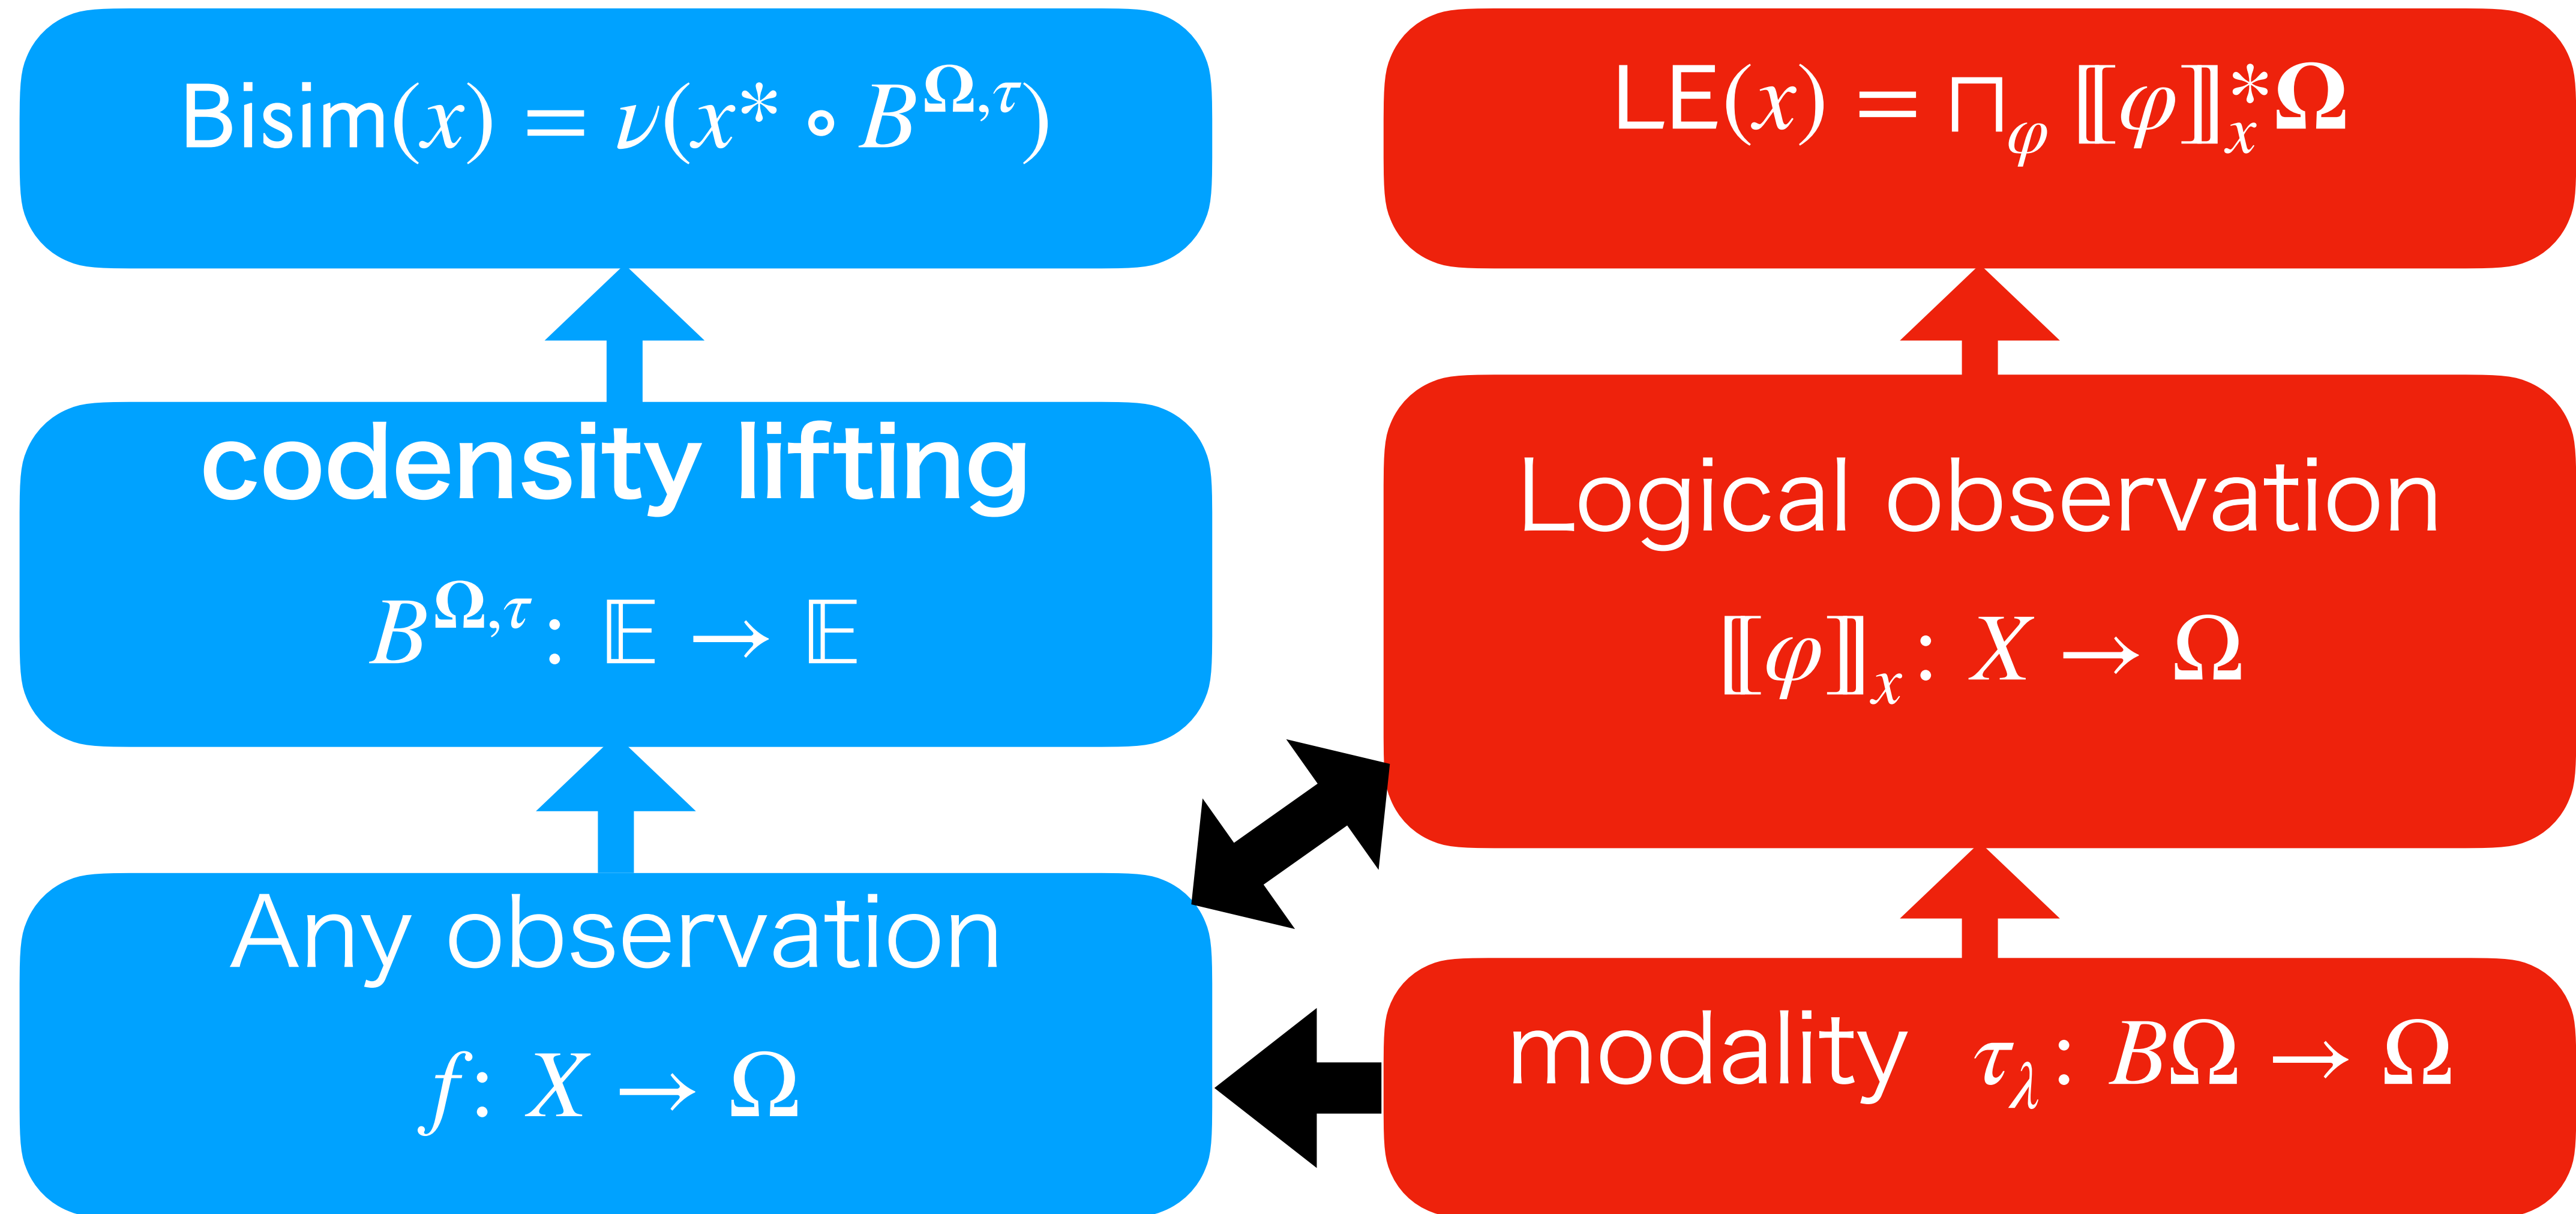 Bisim(x) = ν(x* ∘ B^{Ω,τ})
codensity lifting
B^{Ω,τ}: 𝔼 → 𝔼
Any observation
f: X → Ω
LE(x) = ⊓_φ ⟦φ⟧*_x Ω
Logical observation
⟦φ⟧_x: X → Ω
modality τ_λ: BΩ → Ω